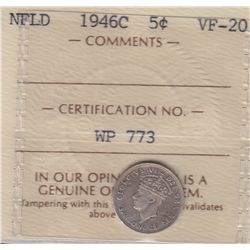 NFLD 1946C 5¢ VF-20
— COMMENTS —
— CERTIFICATION NO. —
WP 773
IN OUR OPIN IS A
GENUINE O EM.
Tampering with this validates
above